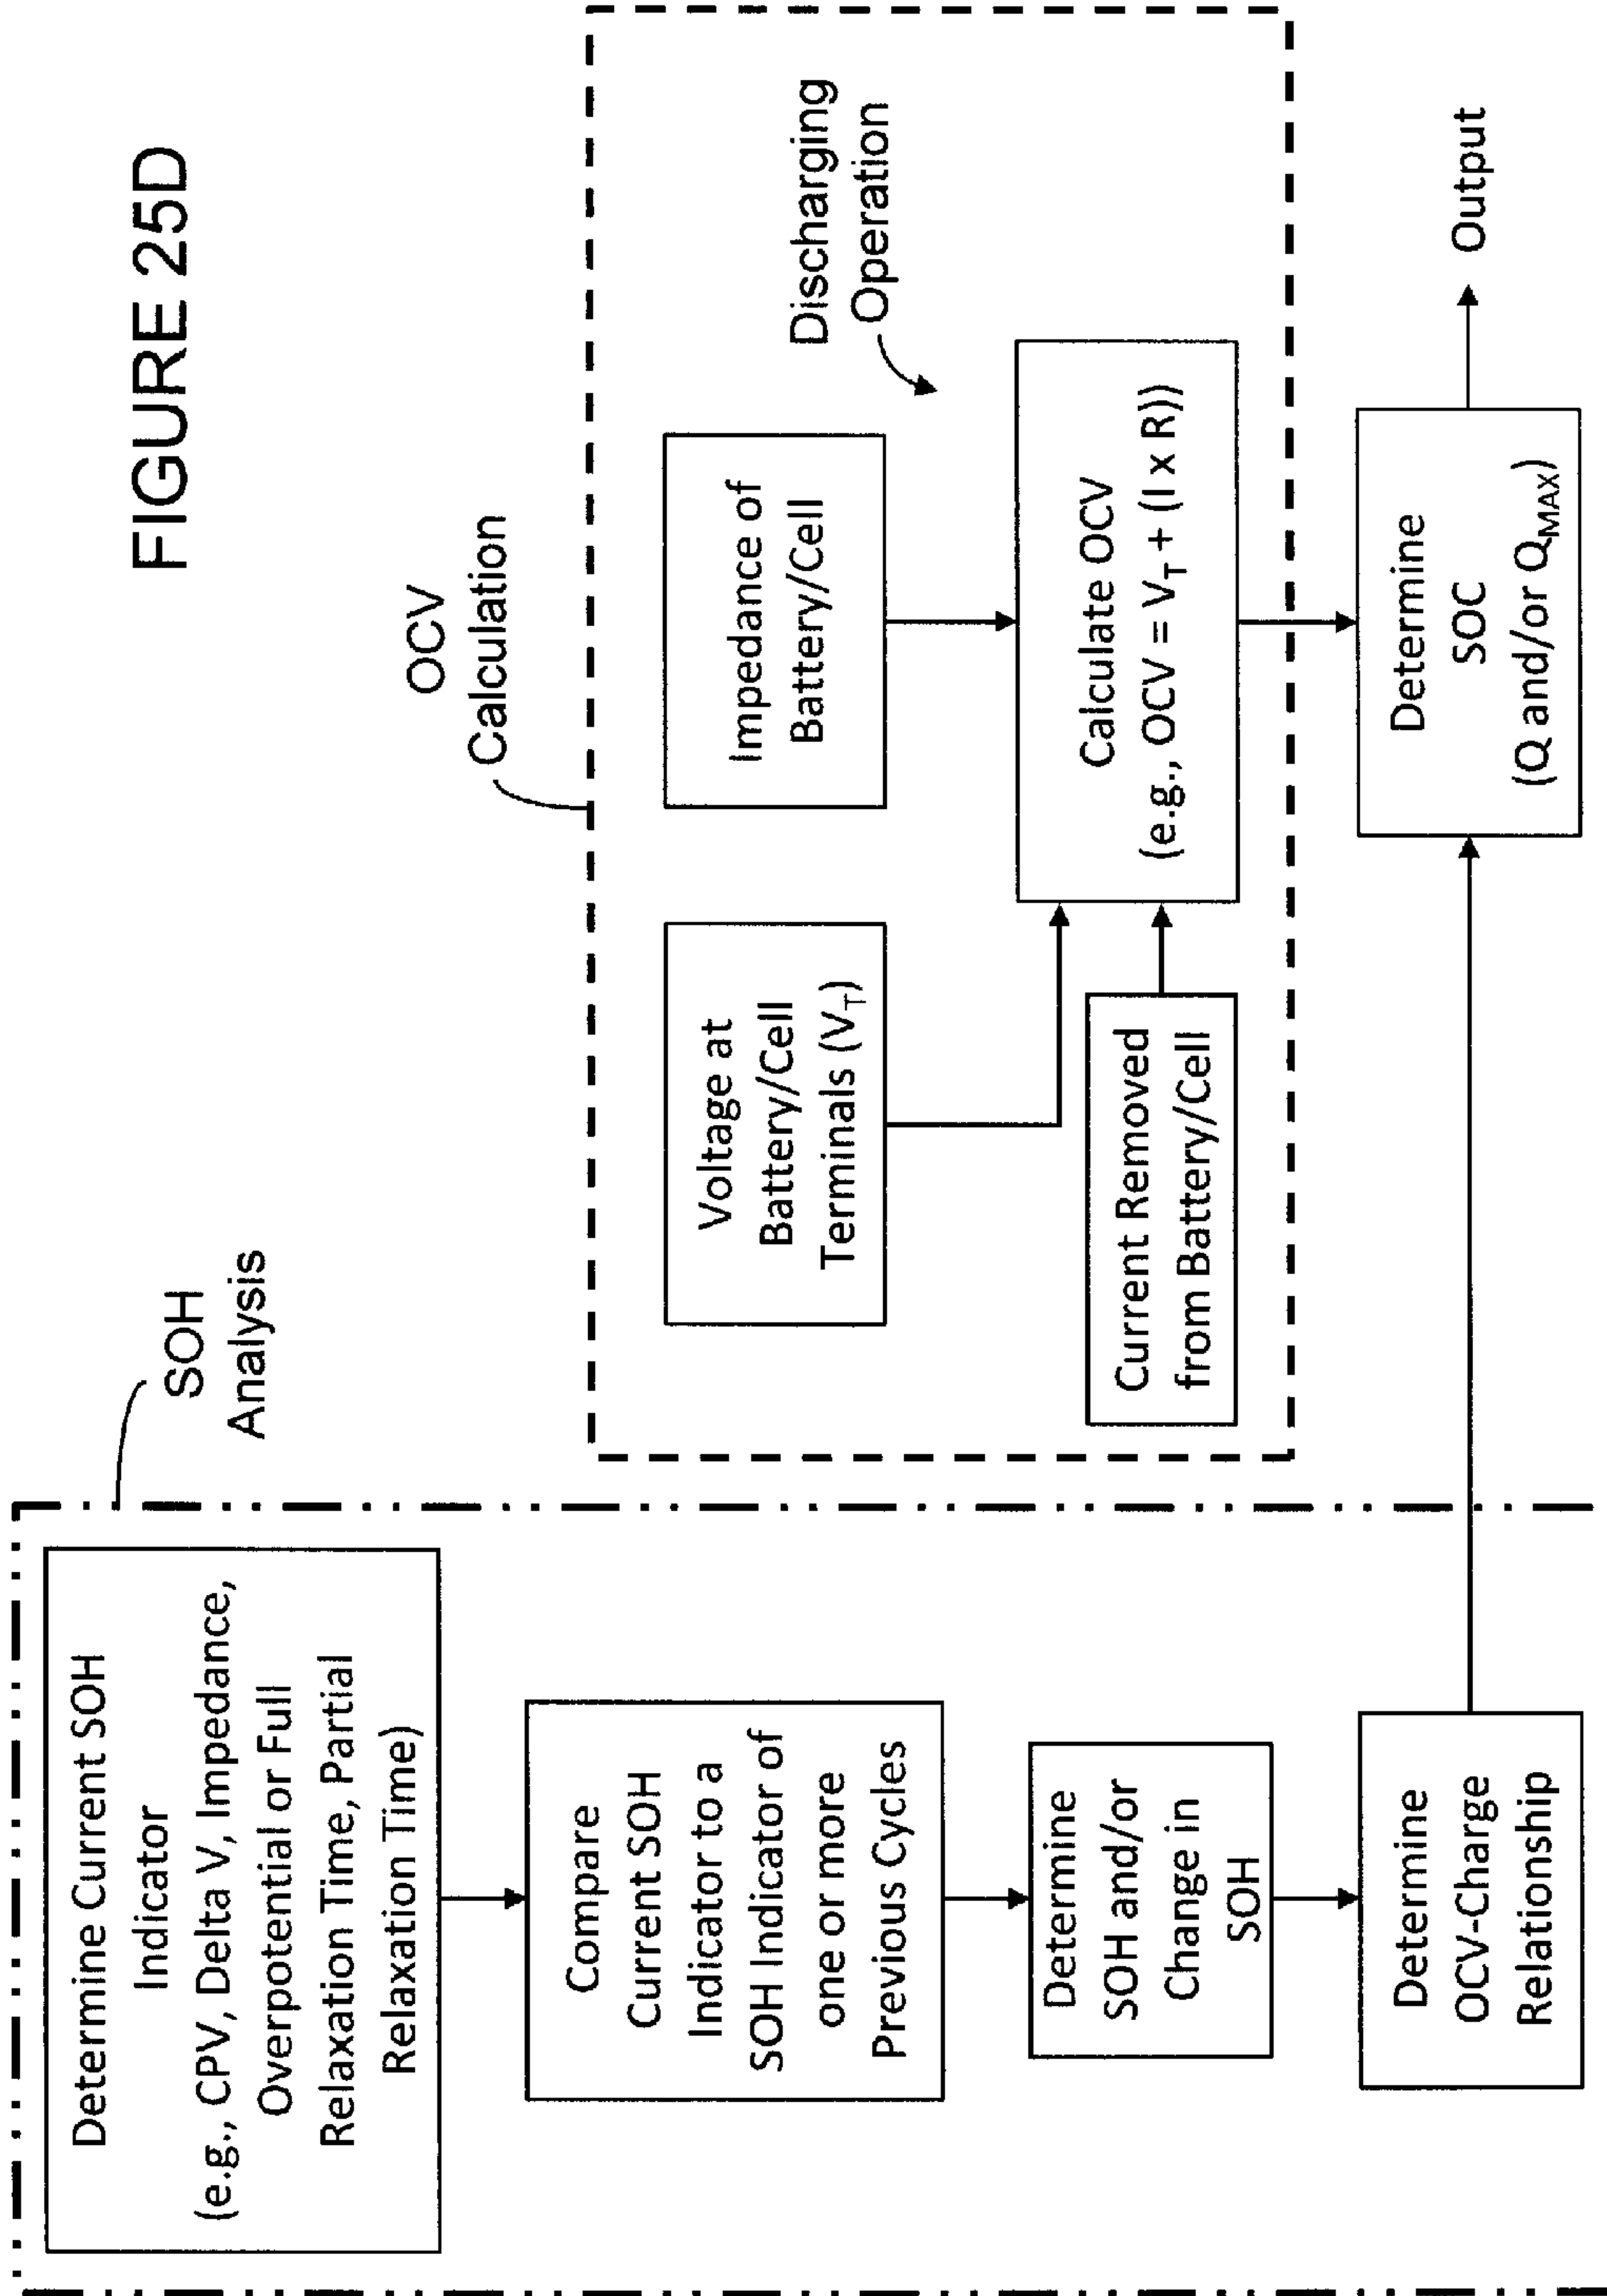 FIGURE 25D
SOH
Analysis
Determine Current SOH
Indicator
(e.g., CPV, Delta V, Impedance,
Overpotential or Full
Relaxation Time, Partial
Relaxation Time)
Compare
Current SOH
Indicator to a
SOH Indicator of
one or more
Previous Cycles
Determine
SOH and/or
Change in
SOH
Determine
OCV-Charge
Relationship
OCV
Calculation
Voltage at
Battery/Cell
Terminals (V_T)
Impedance of
Battery/Cell
Discharging
Operation
Current Removed
from Battery/Cell
Calculate OCV
(e.g., OCV = V_T + (I x R))
Determine
SOC
(Q and/or Q_MAX)
Output